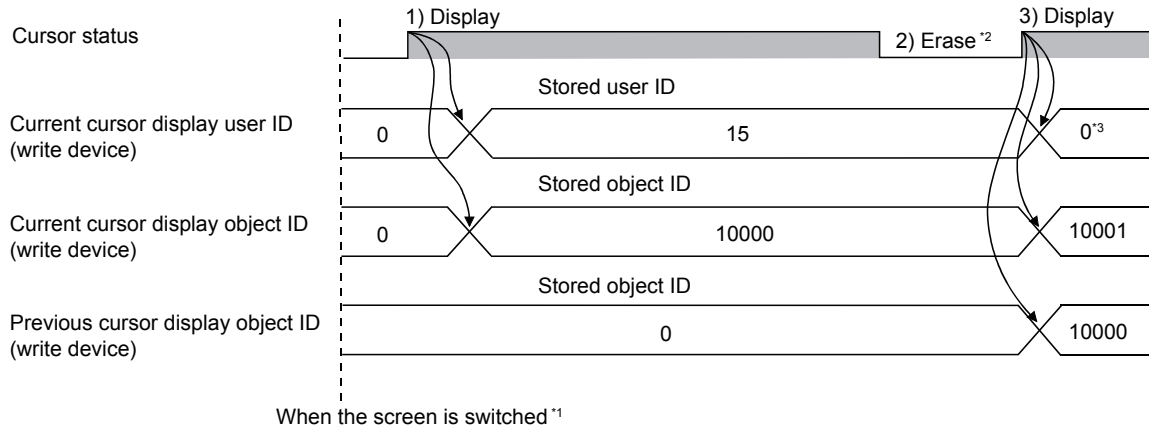 1) Display
3) Display
Cursor status
2) Erase *2
Stored user ID
Current cursor display user ID
(write device)
0
15
0*3
Stored object ID
Current cursor display object ID
(write device)
0
10000
10001
Stored object ID
Previous cursor display object ID
(write device)
0
10000
When the screen is switched *1